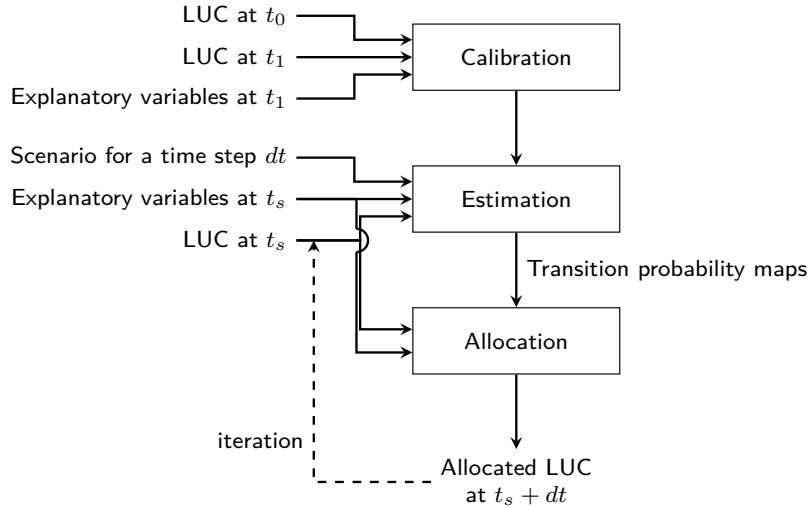 LUC at t₀
LUC at t₁
Explanatory variables at t₁
Calibration
Scenario for a time step dt
Explanatory variables at tₛ
LUC at tₛ
Estimation
Transition probability maps
Allocation
iteration
Allocated LUC
at tₛ + dt